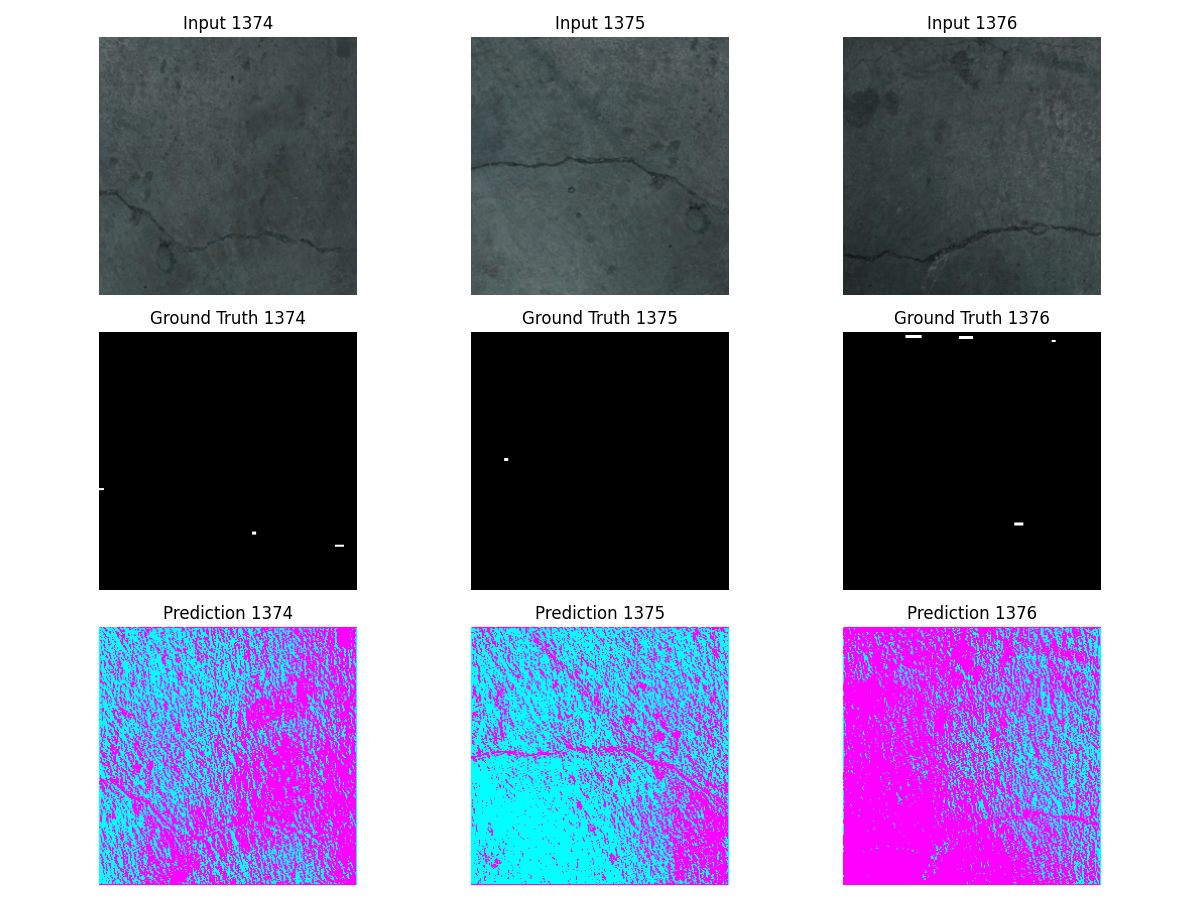 Input 1374
Input 1375
Input 1376
Ground Truth 1374
Ground Truth 1375
Ground Truth 1376
Prediction 1374
Prediction 1375
Prediction 1376